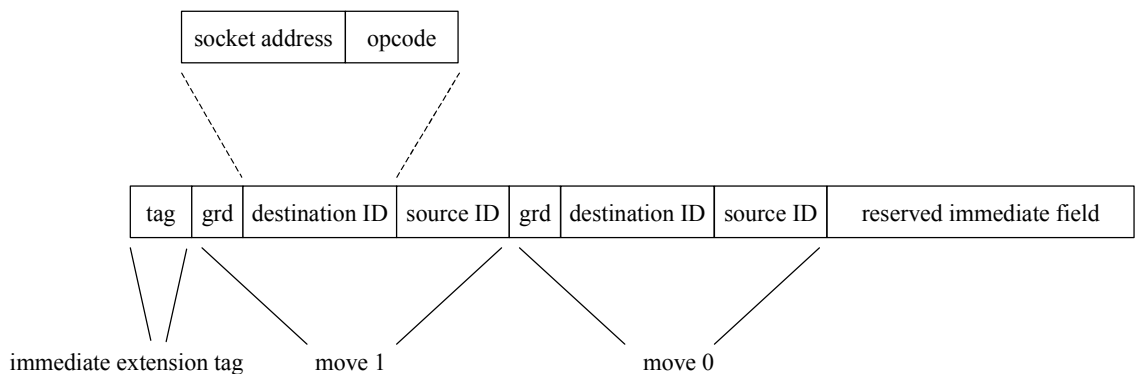 socket address opcode
tag grd destination ID source ID grd destination ID source ID reserved immediate field
immediate extension tag move 1 move 0